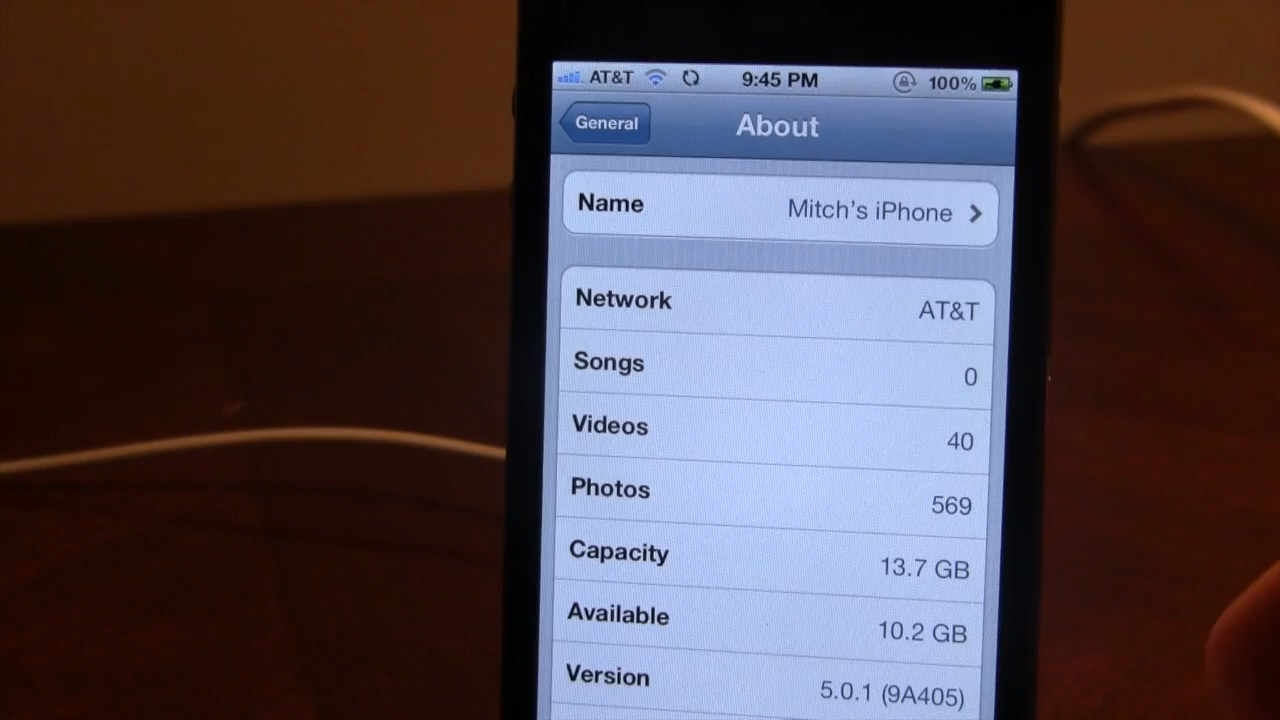 AT&T 9:45 PM 100%
General About
Name Mitch's iPhone
Network AT&T
Songs 0
Videos 40
Photos 569
Capacity 13.7 GB
Available 10.2 GB
Version 5.0.1 (9A405)